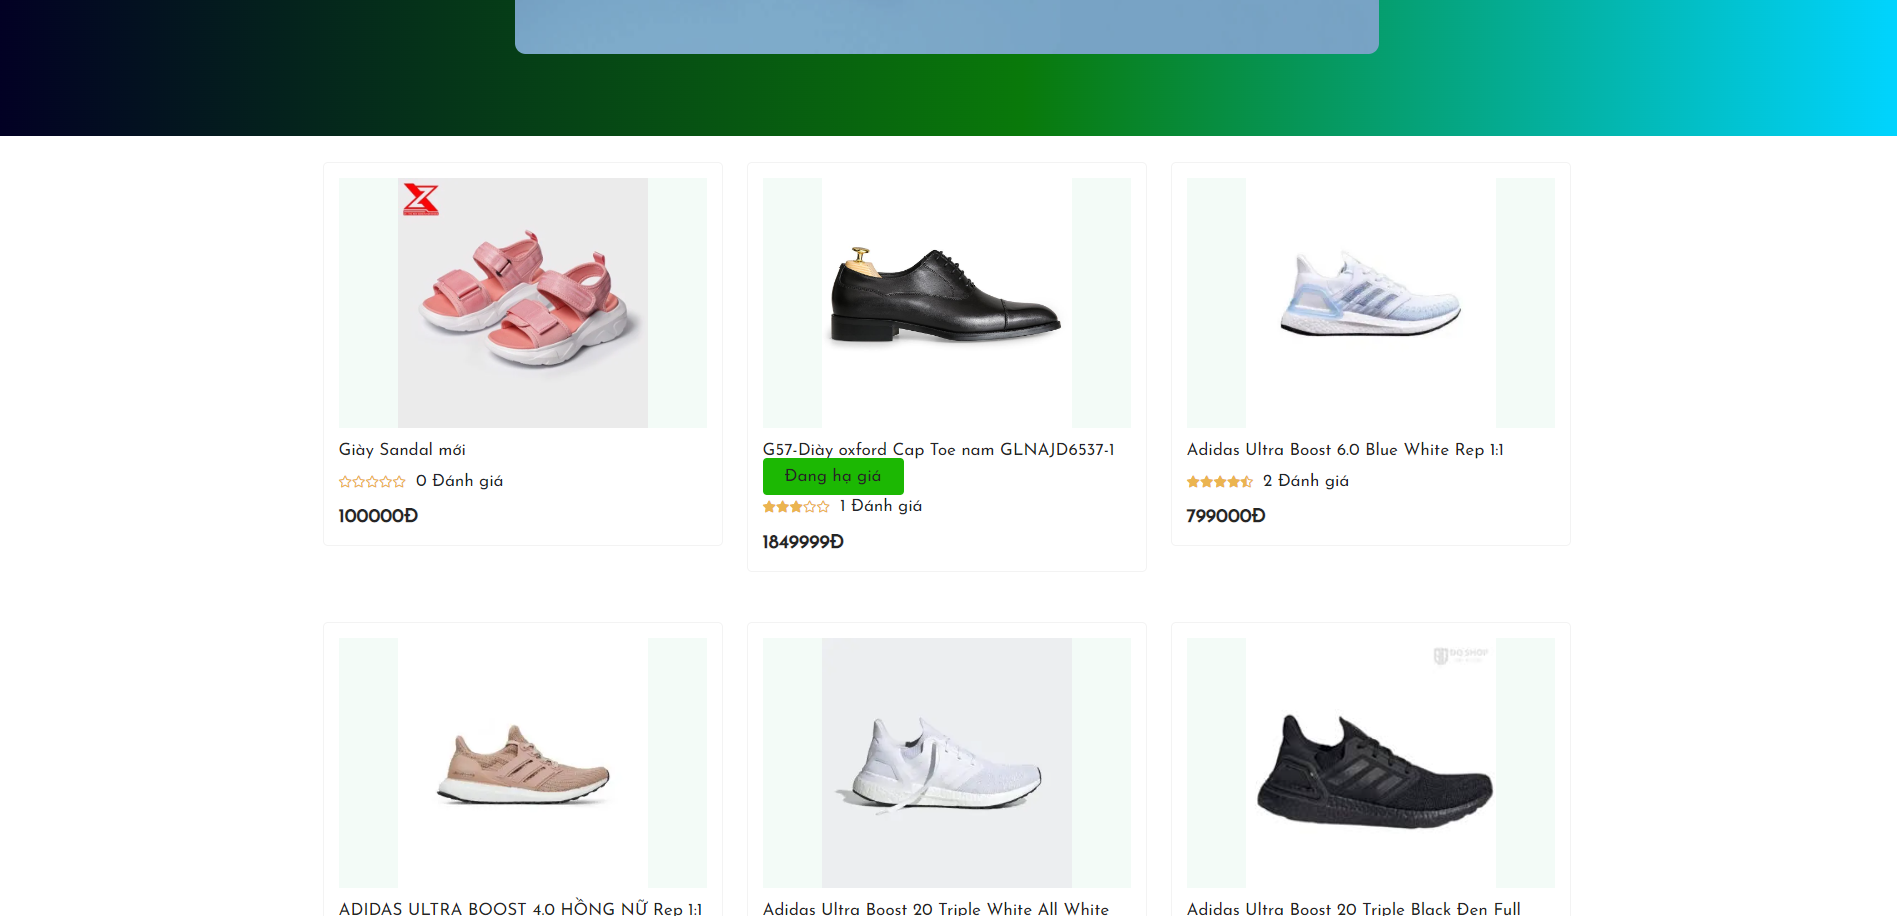 Giày Sandal mới
0 Đánh giá
100000Đ
G57-Diày oxford Cap Toe nam GLNAJD6537-1
Đang hạ giá
1 Đánh giá
1849999Đ
Adidas Ultra Boost 6.0 Blue White Rep 1:1
2 Đánh giá
799000Đ
ADIDAS ULTRA BOOST 4.0 HỒNG NỮ Rep 1:1
Adidas Ultra Boost 20 Triple White All White
SHOP
Adidas Ultra Boost 20 Triple Black Đen Full